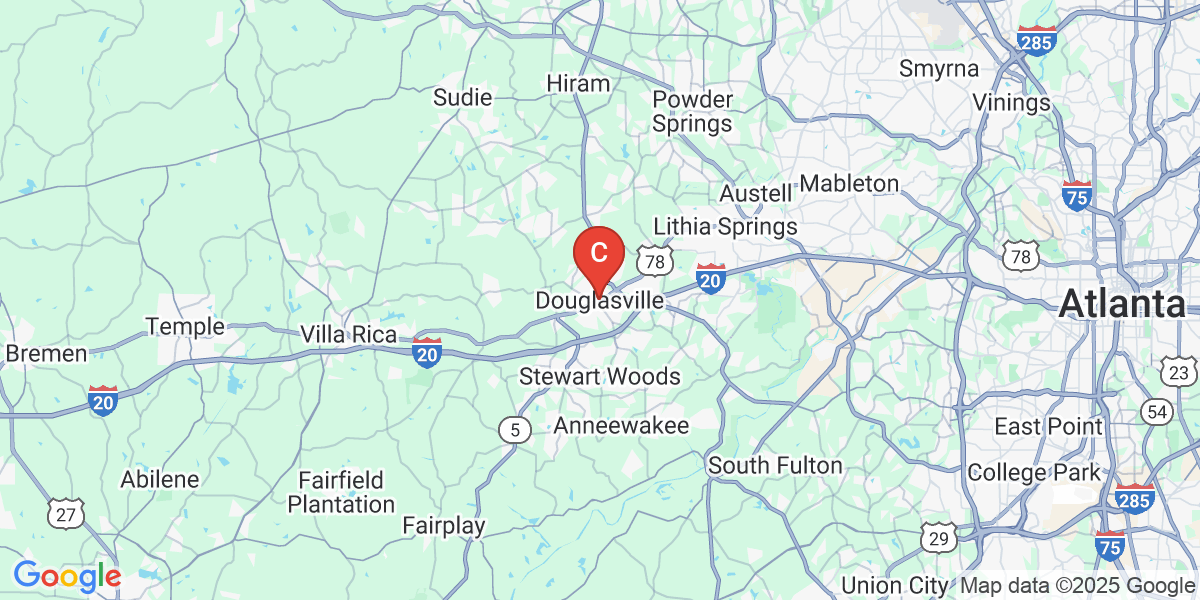 285
Smyrna
Hiram
Sudie
Powder
Springs
Vinings
Austell
Mableton
75
Lithia Springs
C
78
78
20
Douglasville
Atlanta
Temple
Villa Rica
Bremen
20
Stewart Woods
23
20
54
5
Anneewakee
East Point
South Fulton
College Park
Abilene
Fairfield
Plantation
285
27
Fairplay
29
75
Google
Union City
Map data ©2025 Google